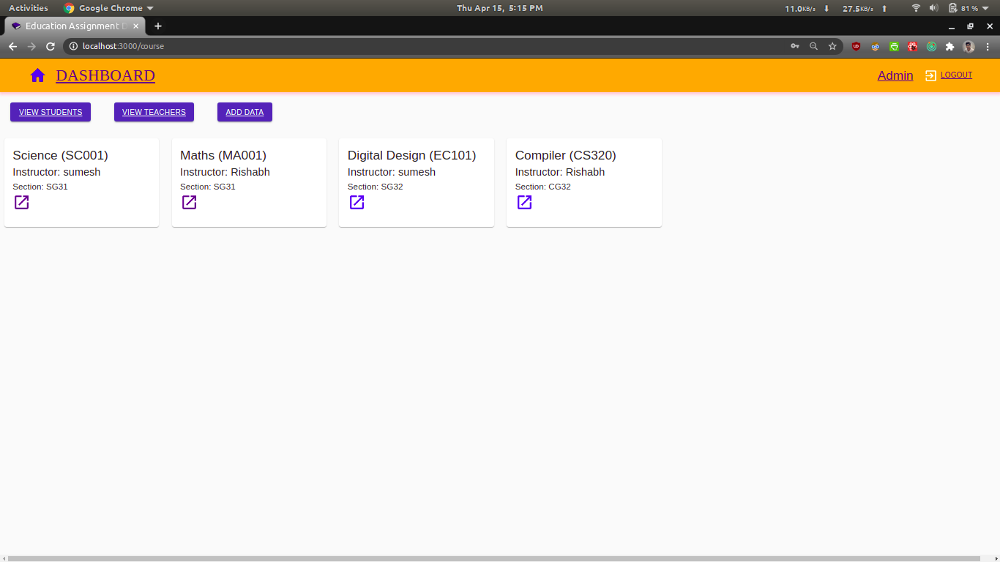 Activities Google Chrome Thu Apr 15, 5:15 PM 11.0KB/s 27.5KB/s 81 %
Education Assignment D
localhost:3000/course
DASHBOARD Admin LOGOUT
VIEW STUDENTS VIEW TEACHERS ADD DATA
Science (SC001)
Instructor: sumesh
Section: SG31
Maths (MA001)
Instructor: Rishabh
Section: SG31
Digital Design (EC101)
Instructor: sumesh
Section: SG32
Compiler (CS320)
Instructor: Rishabh
Section: CG32